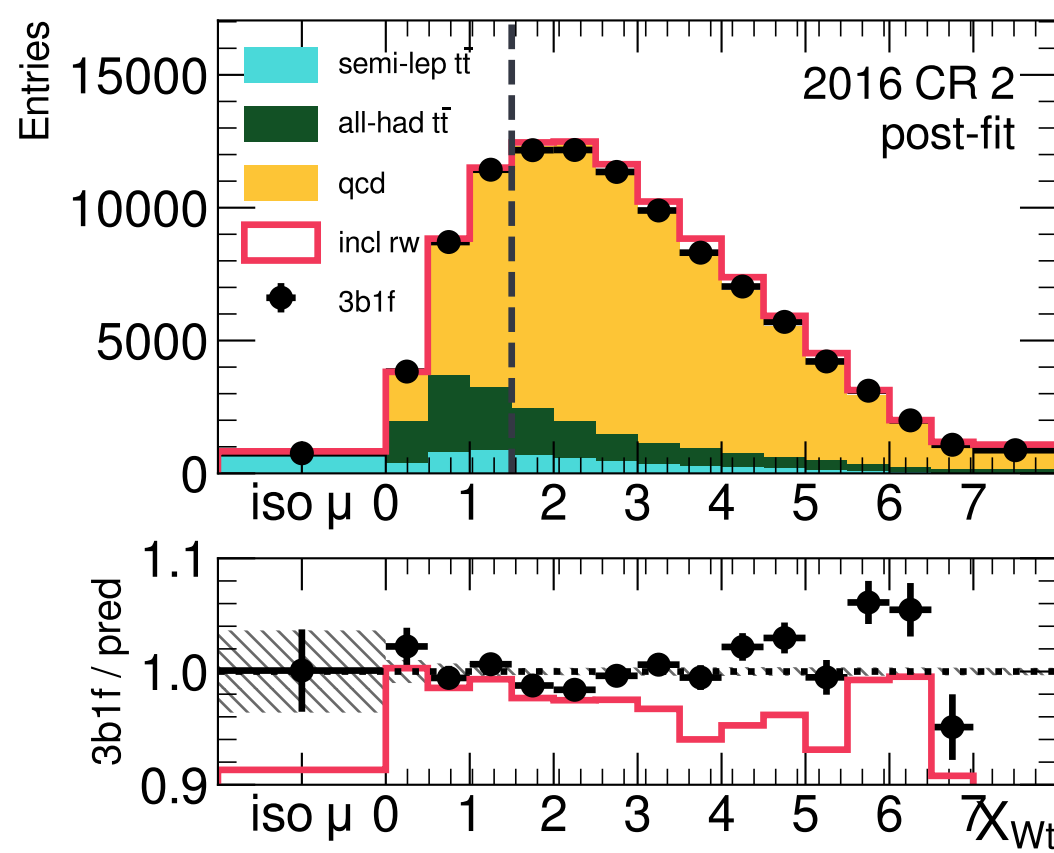 Entries
15000
10000
5000
0
semi-lep tt̄
all-had tt̄
qcd
incl rw
3b1f
2016 CR 2
post-fit
iso μ 0 1 2 3 4 5 6 7
3b1f / pred
1.1
1.0
0.9
iso μ 0 1 2 3 4 5 6 7
X_Wt